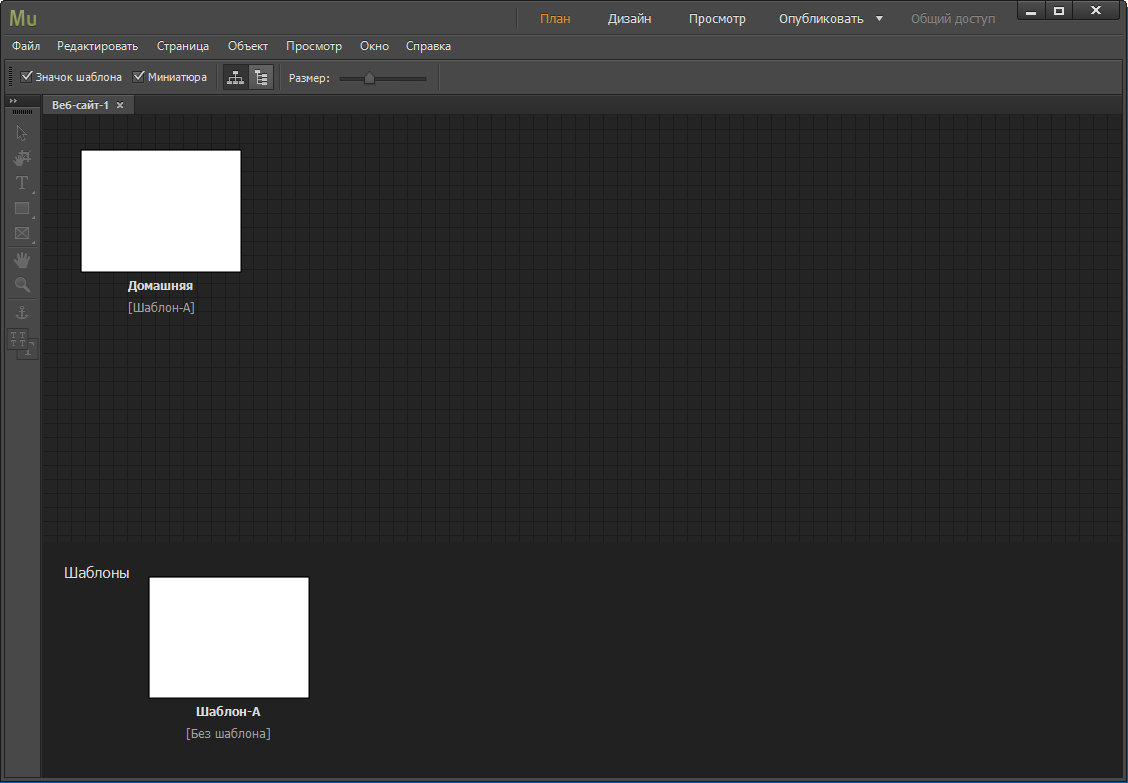 Mu План Дизайн Просмотр Опубликовать Общий доступ
Файл Редактировать Страница Объект Просмотр Окно Справка
Значок шаблона Миниатюра Размер:
Веб-сайт-1
Домашняя
[Шаблон-A]
Шаблоны
Шаблон-A
[Без шаблона]